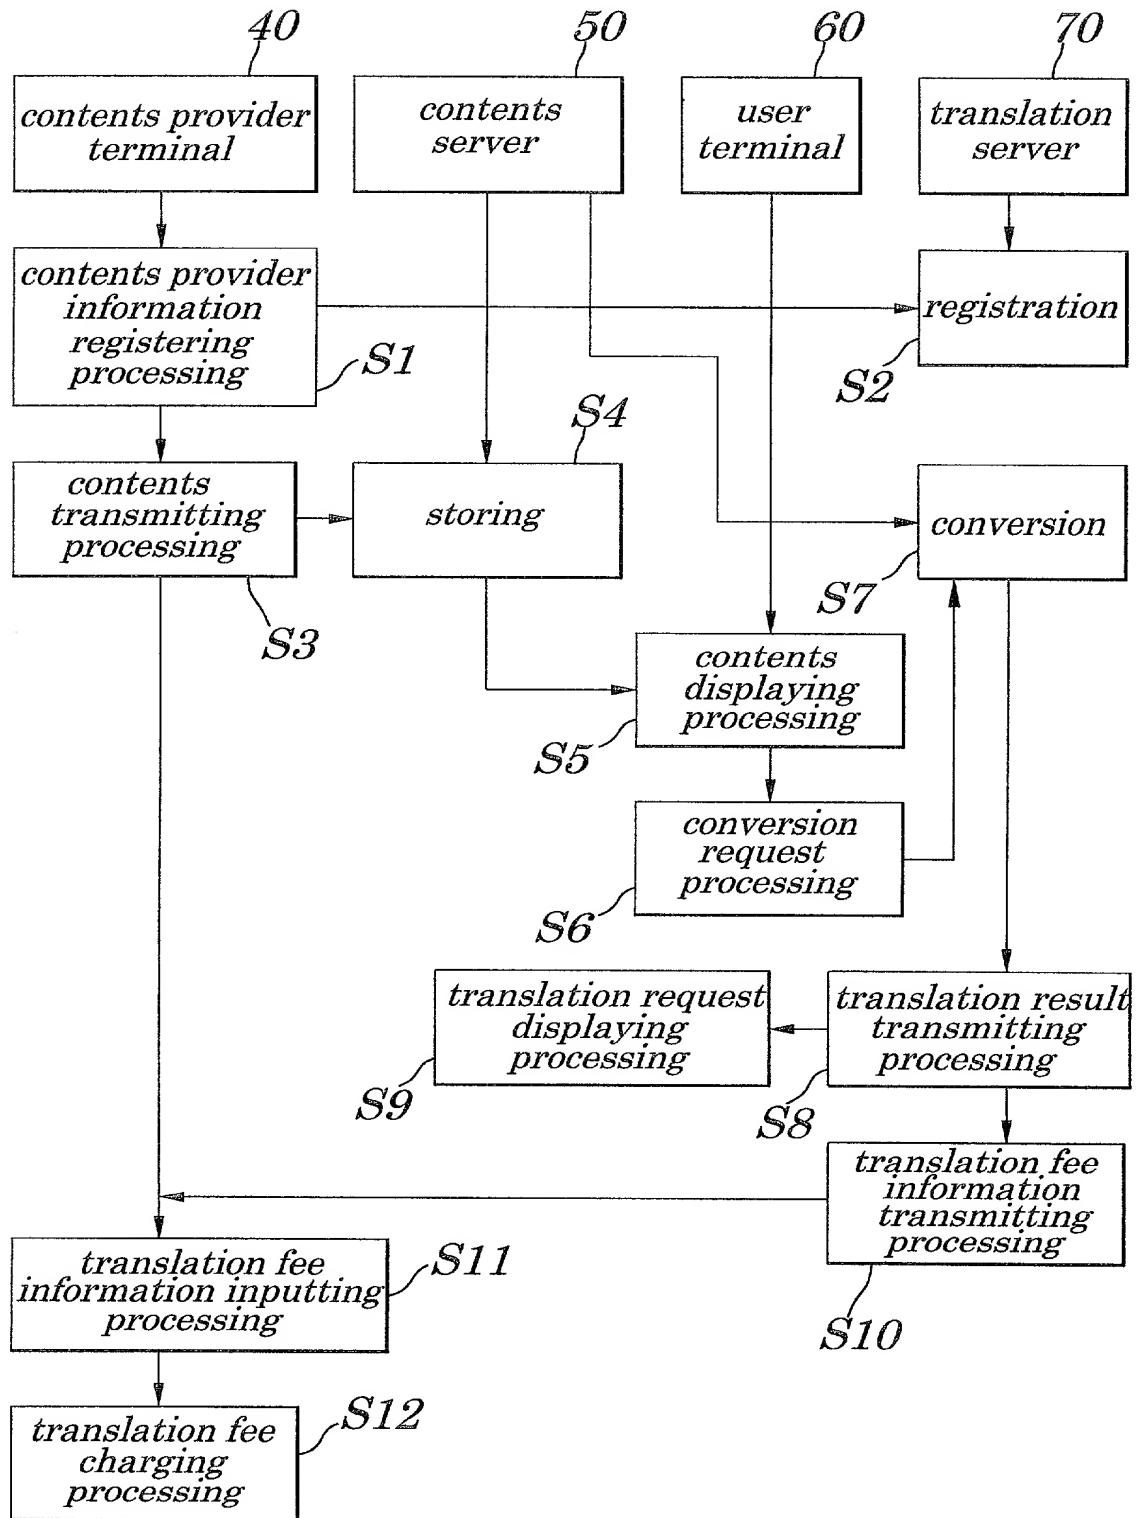 40
50
60
70
contents provider
terminal
contents
server
user
terminal
translation
server
contents provider
information
registering
processing
S1
registration
S2
contents
transmitting
processing
S3
S4
storing
conversion
S7
contents
displaying
processing
S5
conversion
request
processing
S6
translation request
displaying
processing
S9
translation result
transmitting
processing
S8
translation fee
information
transmitting
processing
S10
translation fee
information inputting
processing
S11
translation fee
charging
processing
S12